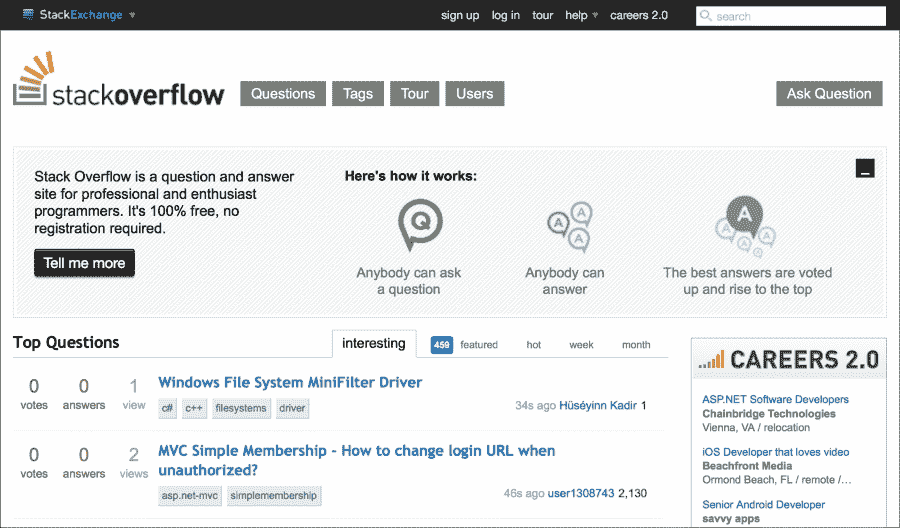 StackExchange
sign up log in tour help careers 2.0
search
stackoverflow
Questions Tags Tour Users
Ask Question
Stack Overflow is a question and answer
site for professional and enthusiast
programmers. It's 100% free, no
registration required.
Tell me more
Here's how it works:
Q
Anybody can ask
a question
A
A
A
Anybody can
answer
A
A
A
A
A
The best answers are voted
up and rise to the top
Top Questions
interesting 459 featured hot week month
0 0 1
votes answers view
Windows File System MiniFilter Driver
c# c++ filesystems driver
34s ago Hüseyinn Kadir 1
0 0 2
votes answers views
MVC Simple Membership - How to change login URL when
unauthorized?
asp.net-mvc simplemembership
46s ago user1308743 2,130
CAREERS 2.0
ASP.NET Software Developers
Chainbridge Technologies
Vienna, VA / relocation
iOS Developer that loves video
Beachfront Media
Ormond Beach, FL / remote /…
Senior Android Developer
savvy apps